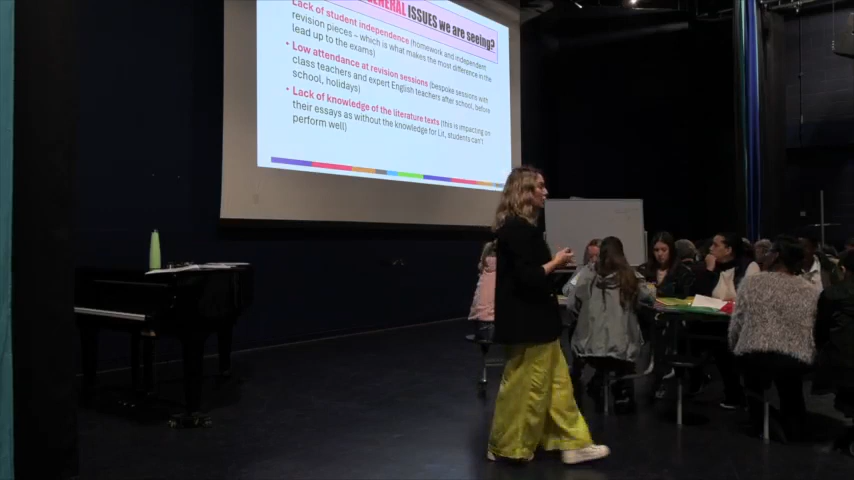 GENERAL ISSUES we are seeing?
Lack of student independence (homework and independent
revision pieces – which is what makes the most difference in the
lead up to the exams)
• Low attendance at revision sessions (bespoke sessions with
class teachers and expert English teachers after school, before
school, holidays)
• Lack of knowledge of the literature texts (this is impacting on
their essays as without the knowledge for Lit, students can't
perform well)